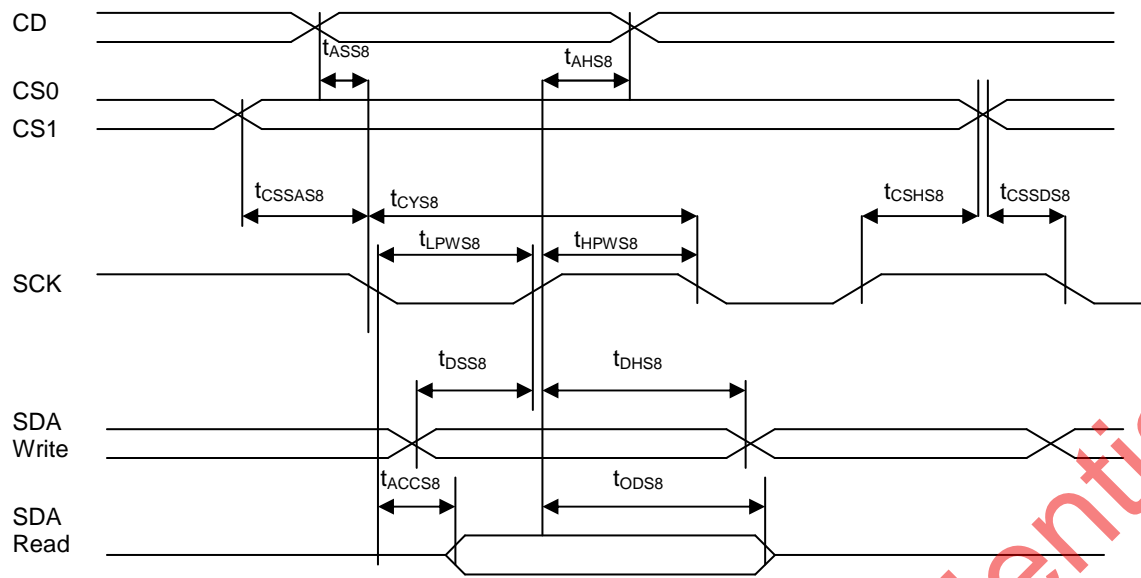 CD
tASS8
tAHS8
CS0
CS1
tCSSAS8
tCYS8
tCSHS8
tCSSDS8
tLPWS8
tHPWS8
SCK
tDSS8
tDHS8
SDA
Write
tACCS8
tODS8
SDA
Read